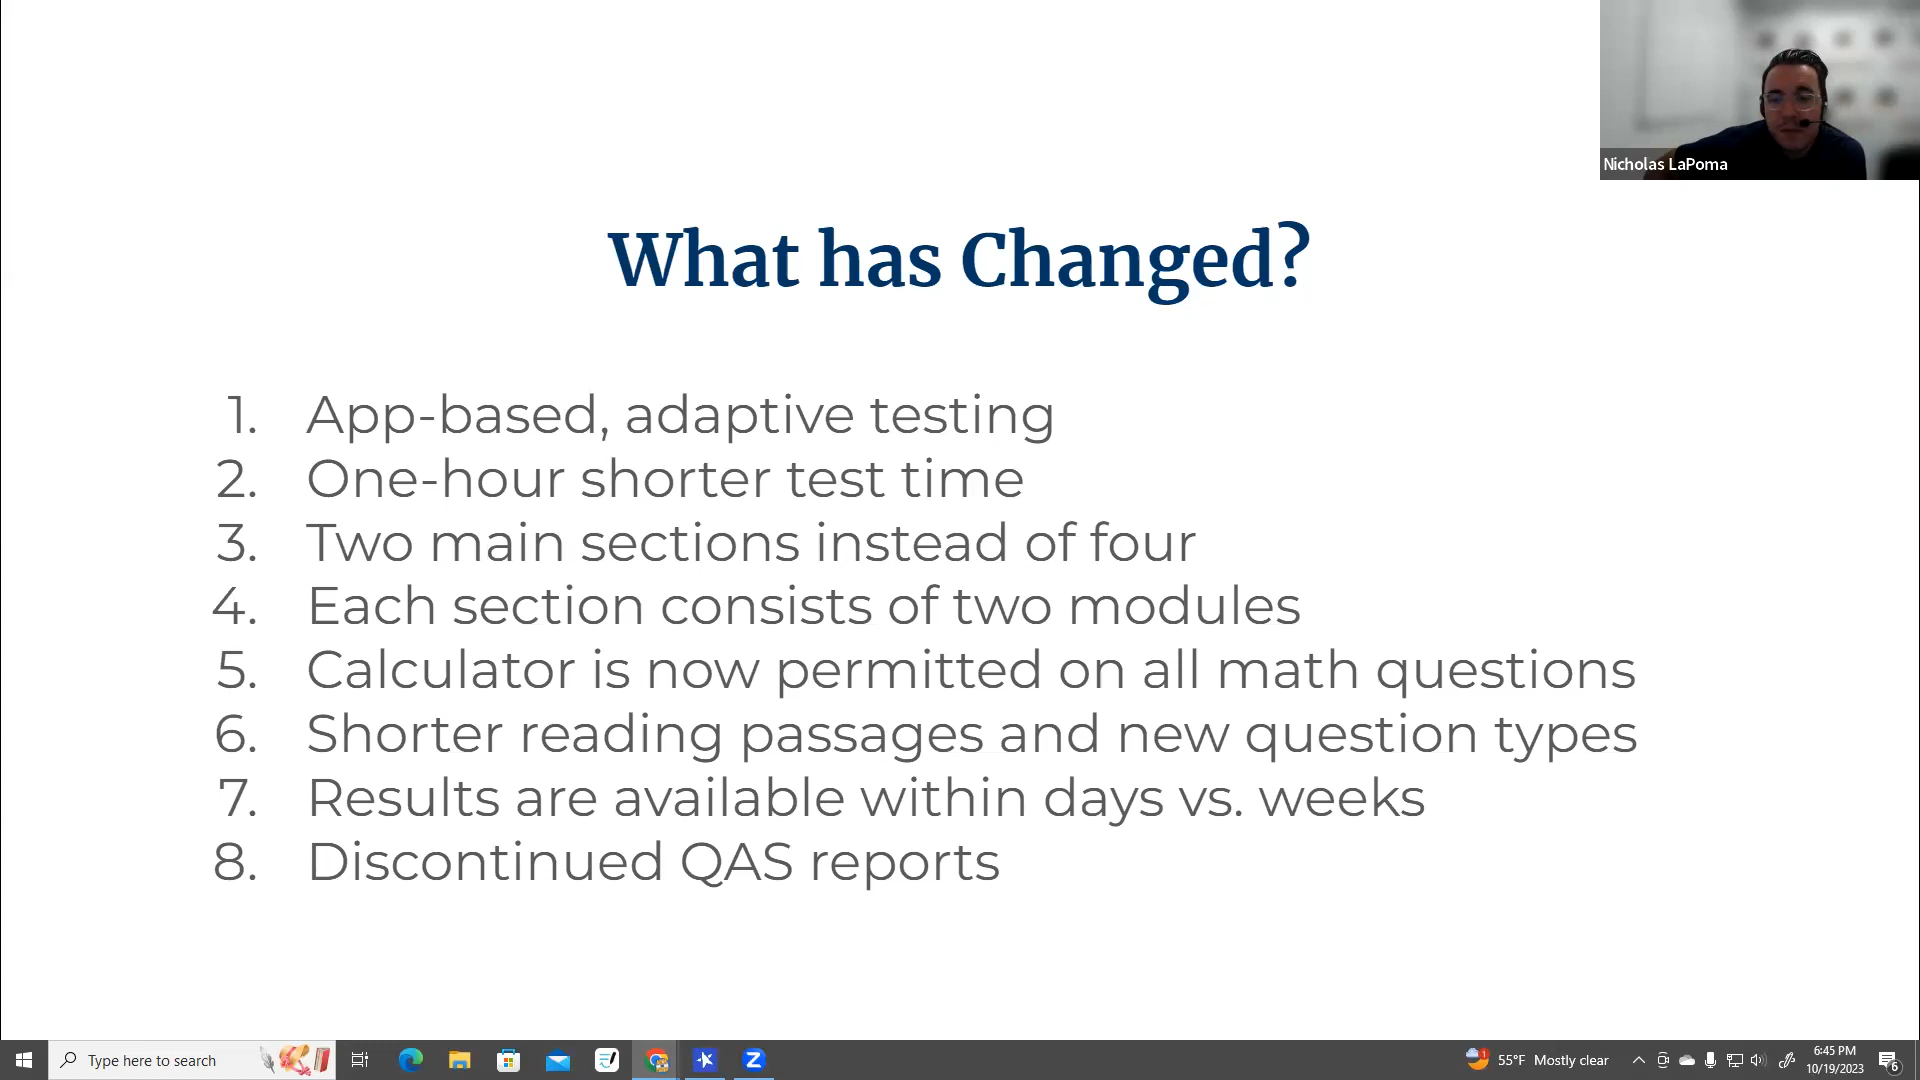 Nicholas LaPoma
What has Changed?
1. App-based, adaptive testing
2. One-hour shorter test time
3. Two main sections instead of four
4. Each section consists of two modules
5. Calculator is now permitted on all math questions
6. Shorter reading passages and new question types
7. Results are available within days vs. weeks
8. Discontinued QAS reports
Type here to search
1
55°F Mostly clear
6:45 PM
10/19/2023
6